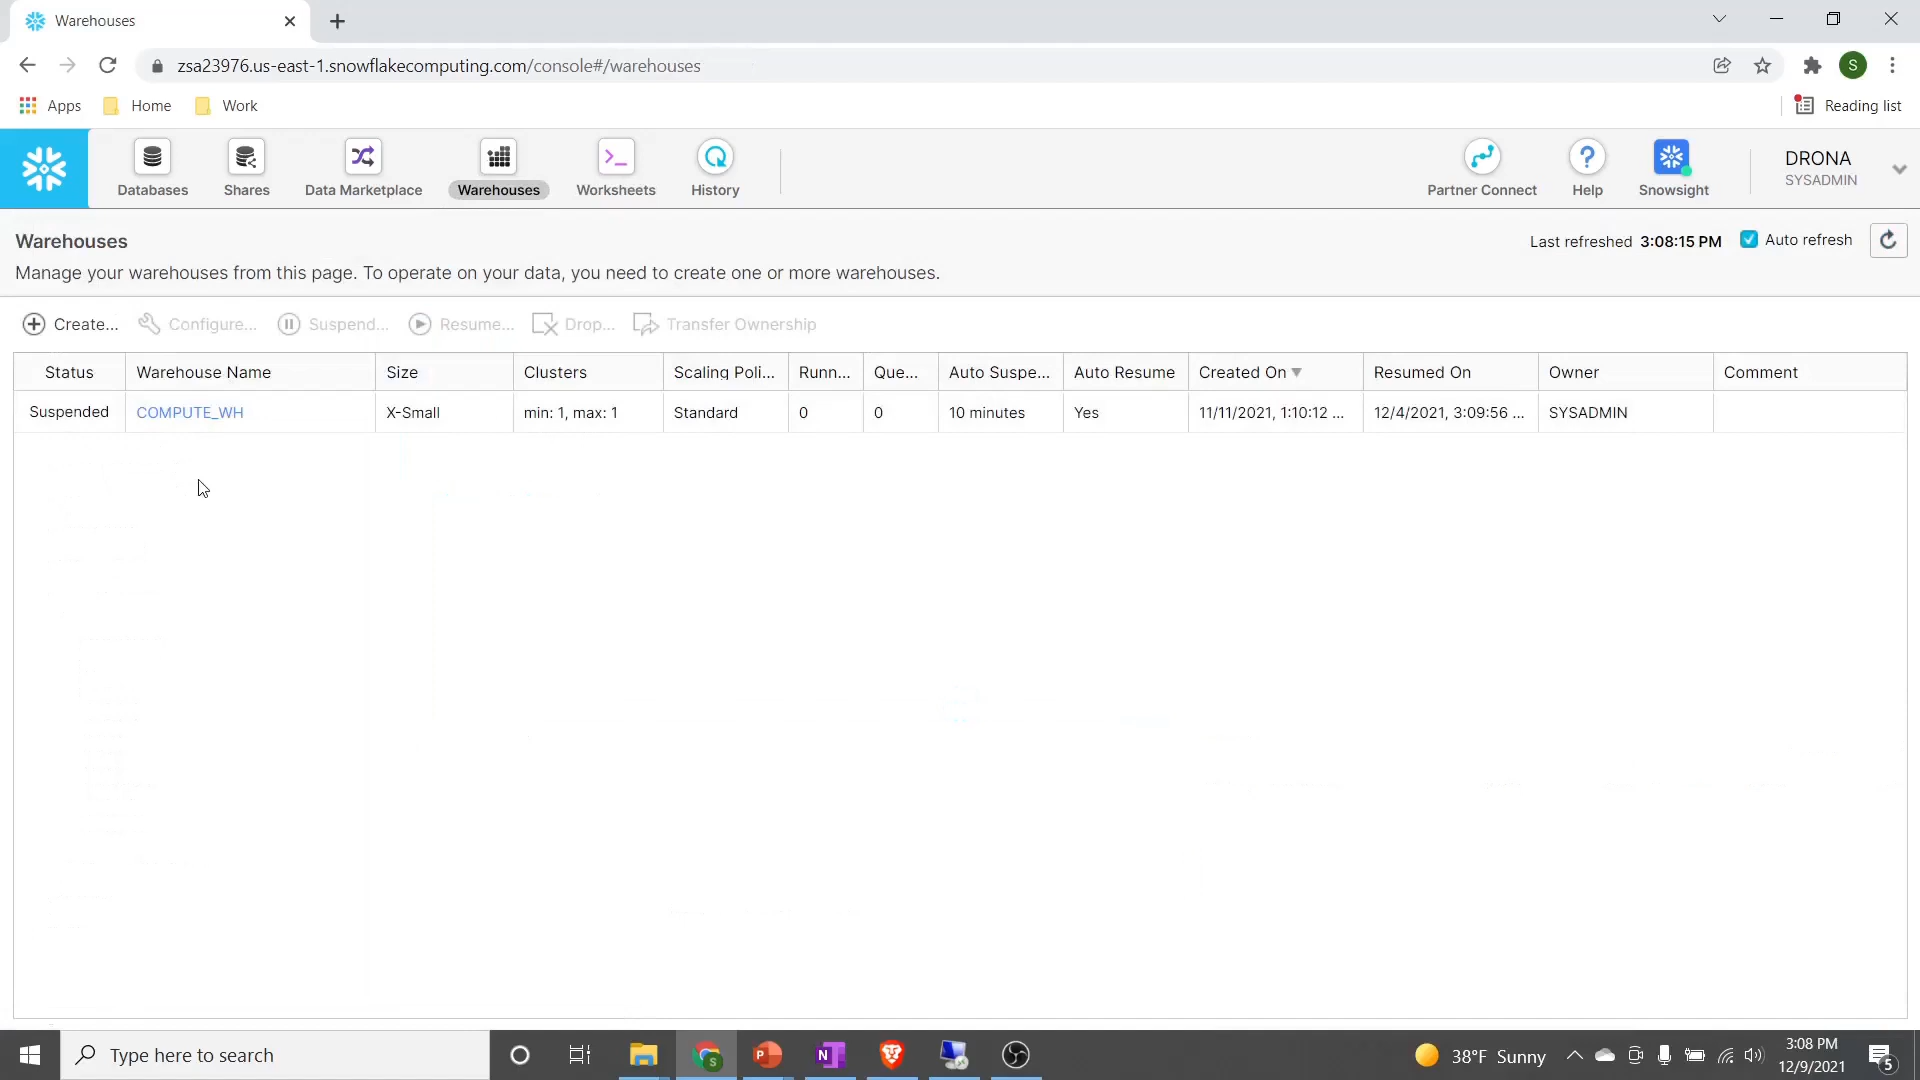 Warehouses
zsa23976.us-east-1.snowflakecomputing.com/console#/warehouses
S
Apps Home Work Reading list
Databases Shares Data Marketplace Warehouses Worksheets History Partner Connect Help Snowsight
DRONA
SYSADMIN
Warehouses
Last refreshed 3:08:15 PM Auto refresh
Manage your warehouses from this page. To operate on your data, you need to create one or more warehouses.
Create... Configure... Suspend... Resume... Drop... Transfer Ownership
Status Warehouse Name Size Clusters Scaling Poli... Runn... Que... Auto Suspe... Auto Resume Created On Resumed On Owner Comment
Suspended COMPUTE_WH X-Small min: 1, max: 1 Standard 0 0 10 minutes Yes 11/11/2021, 1:10:12 ... 12/4/2021, 3:09:56 ... SYSADMIN
Type here to search
38°F Sunny
3:08 PM
12/9/2021
5